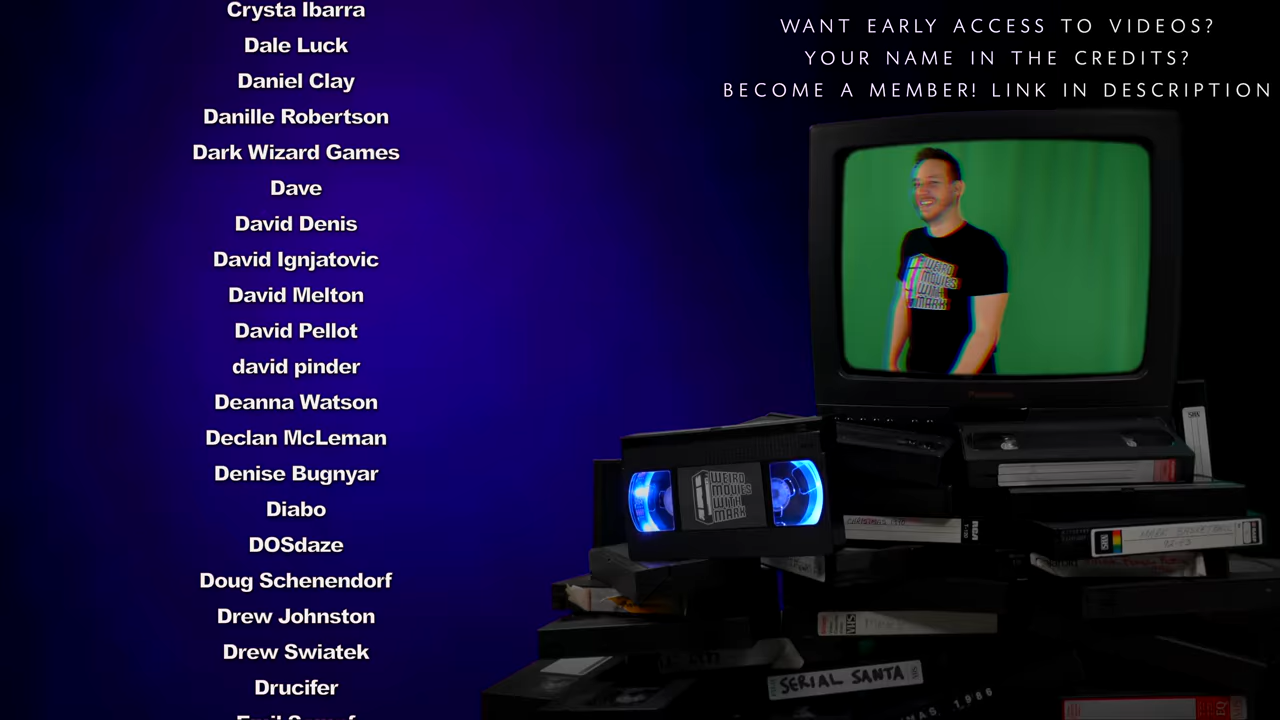 Crysta Ibarra
Dale Luck
Daniel Clay
Danille Robertson
Dark Wizard Games
Dave
David Denis
David Ignjatovic
David Melton
David Pellot
david pinder
Deanna Watson
Declan McLeman
Denise Bugnyar
Diabo
DOSdaze
Doug Schenendorf
Drew Johnston
Drew Swiatek
Drucifer
WANT EARLY ACCESS TO VIDEOS?
YOUR NAME IN THE CREDITS?
BECOME A MEMBER! LINK IN DESCRIPTION
WEIRD
MOVIES
WITH
MARK
WEIRD
MOVIES
WITH
MARK
RCA
SERIAL SANTA
1986